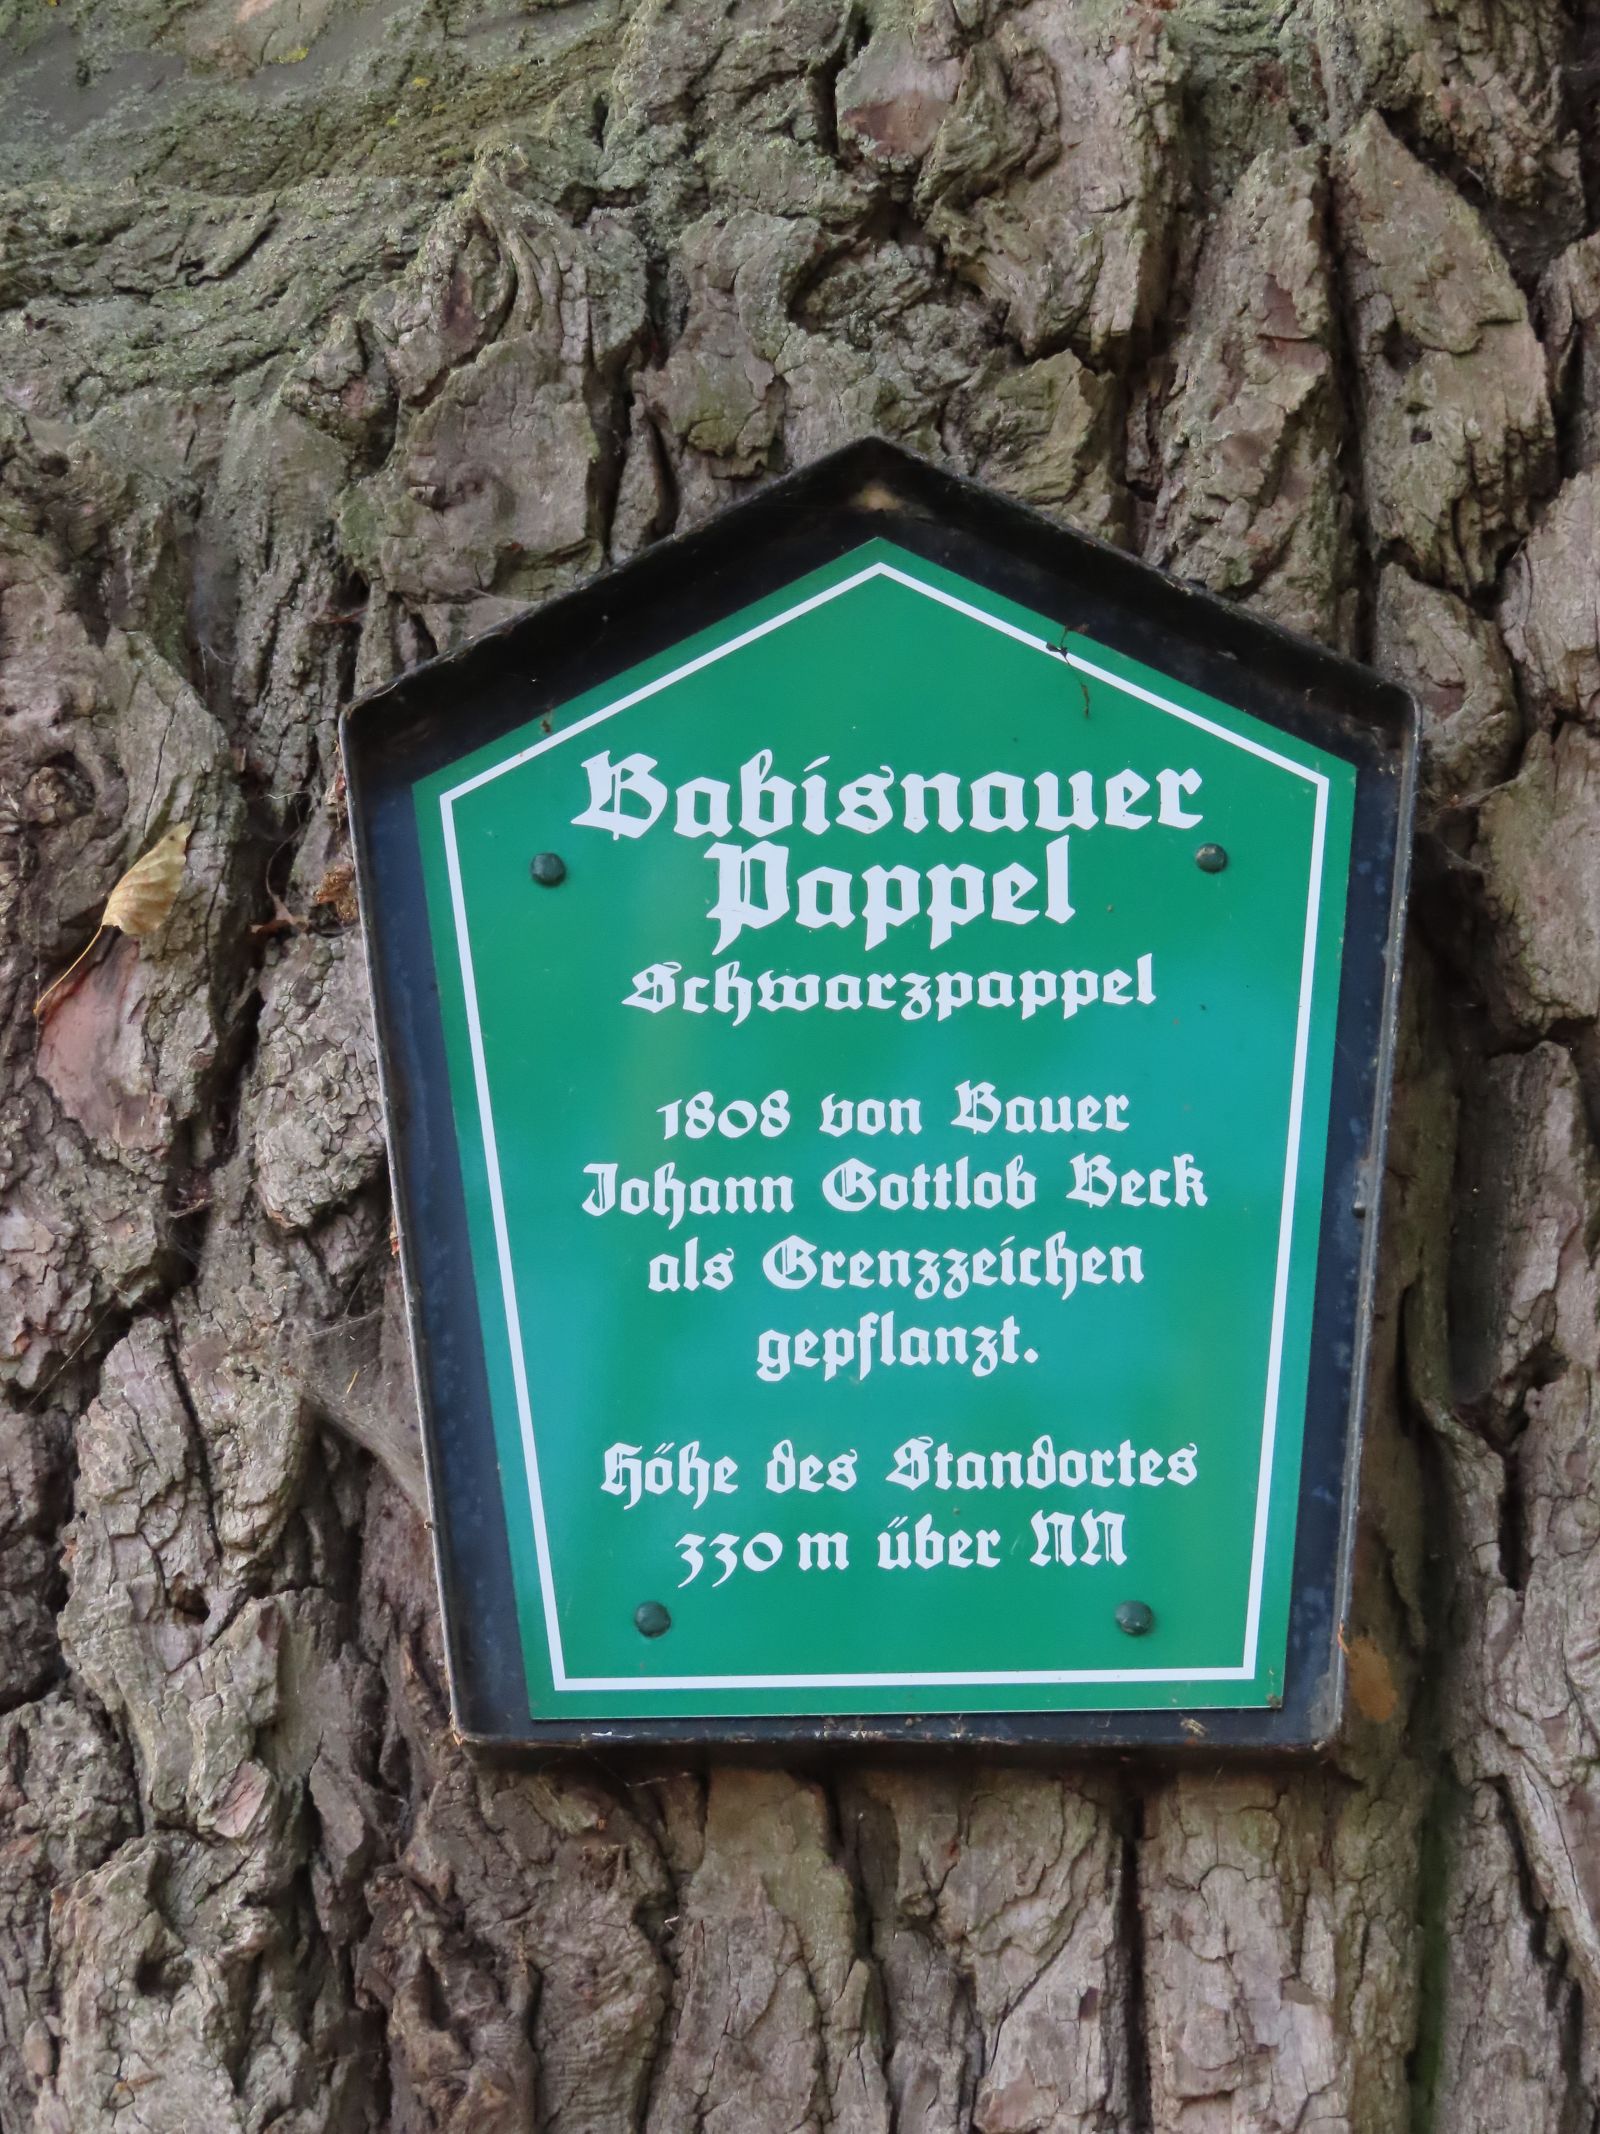 Babisnauer
Pappel
Schwarzpappel
1808 von Bauer
Johann Gottlob Beck
als Grenzzeichen
gepflanzt.
Höhe des Standortes
330 m über NN